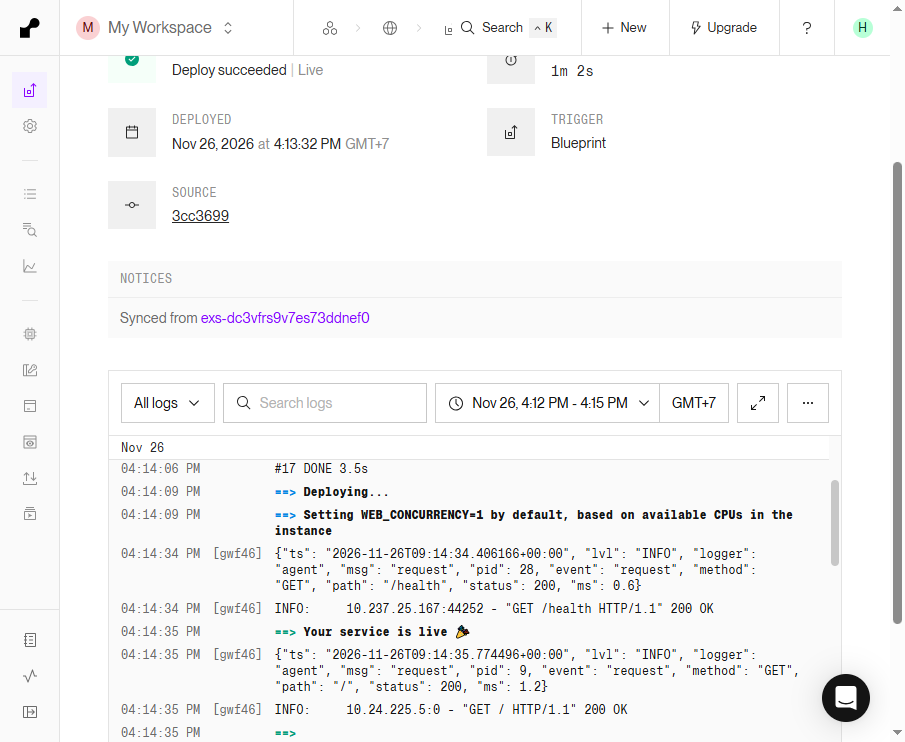 M My Workspace
Search ^ K
+ New
Upgrade
?
H
Deploy succeeded | Live
1m 2s
DEPLOYED
Nov 26, 2026 at 4:13:32 PM GMT+7
TRIGGER
Blueprint
SOURCE
3cc3699
NOTICES
Synced from exs-dc3vfrs9v7es73ddnef0
All logs
Search logs
Nov 26, 4:12 PM - 4:15 PM
GMT+7
...
Nov 26
04:14:06 PM #17 DONE 3.5s
04:14:09 PM ==> Deploying...
04:14:09 PM ==> Setting WEB_CONCURRENCY=1 by default, based on available CPUs in the
instance
04:14:34 PM [gwf46] {"ts": "2026-11-26T09:14:34.406166+00:00", "lvl": "INFO", "logger":
"agent", "msg": "request", "pid": 28, "event": "request", "method":
"GET", "path": "/health", "status": 200, "ms": 0.6}
04:14:34 PM [gwf46] INFO: 10.237.25.167:44252 - "GET /health HTTP/1.1" 200 OK
04:14:35 PM ==> Your service is live 🎉
04:14:35 PM [gwf46] {"ts": "2026-11-26T09:14:35.774496+00:00", "lvl": "INFO", "logger":
"agent", "msg": "request", "pid": 9, "event": "request", "method": "GET",
"path": "/", "status": 200, "ms": 1.2}
04:14:35 PM [gwf46] INFO: 10.24.225.5:0 - "GET / HTTP/1.1" 200 OK
04:14:35 PM ==>